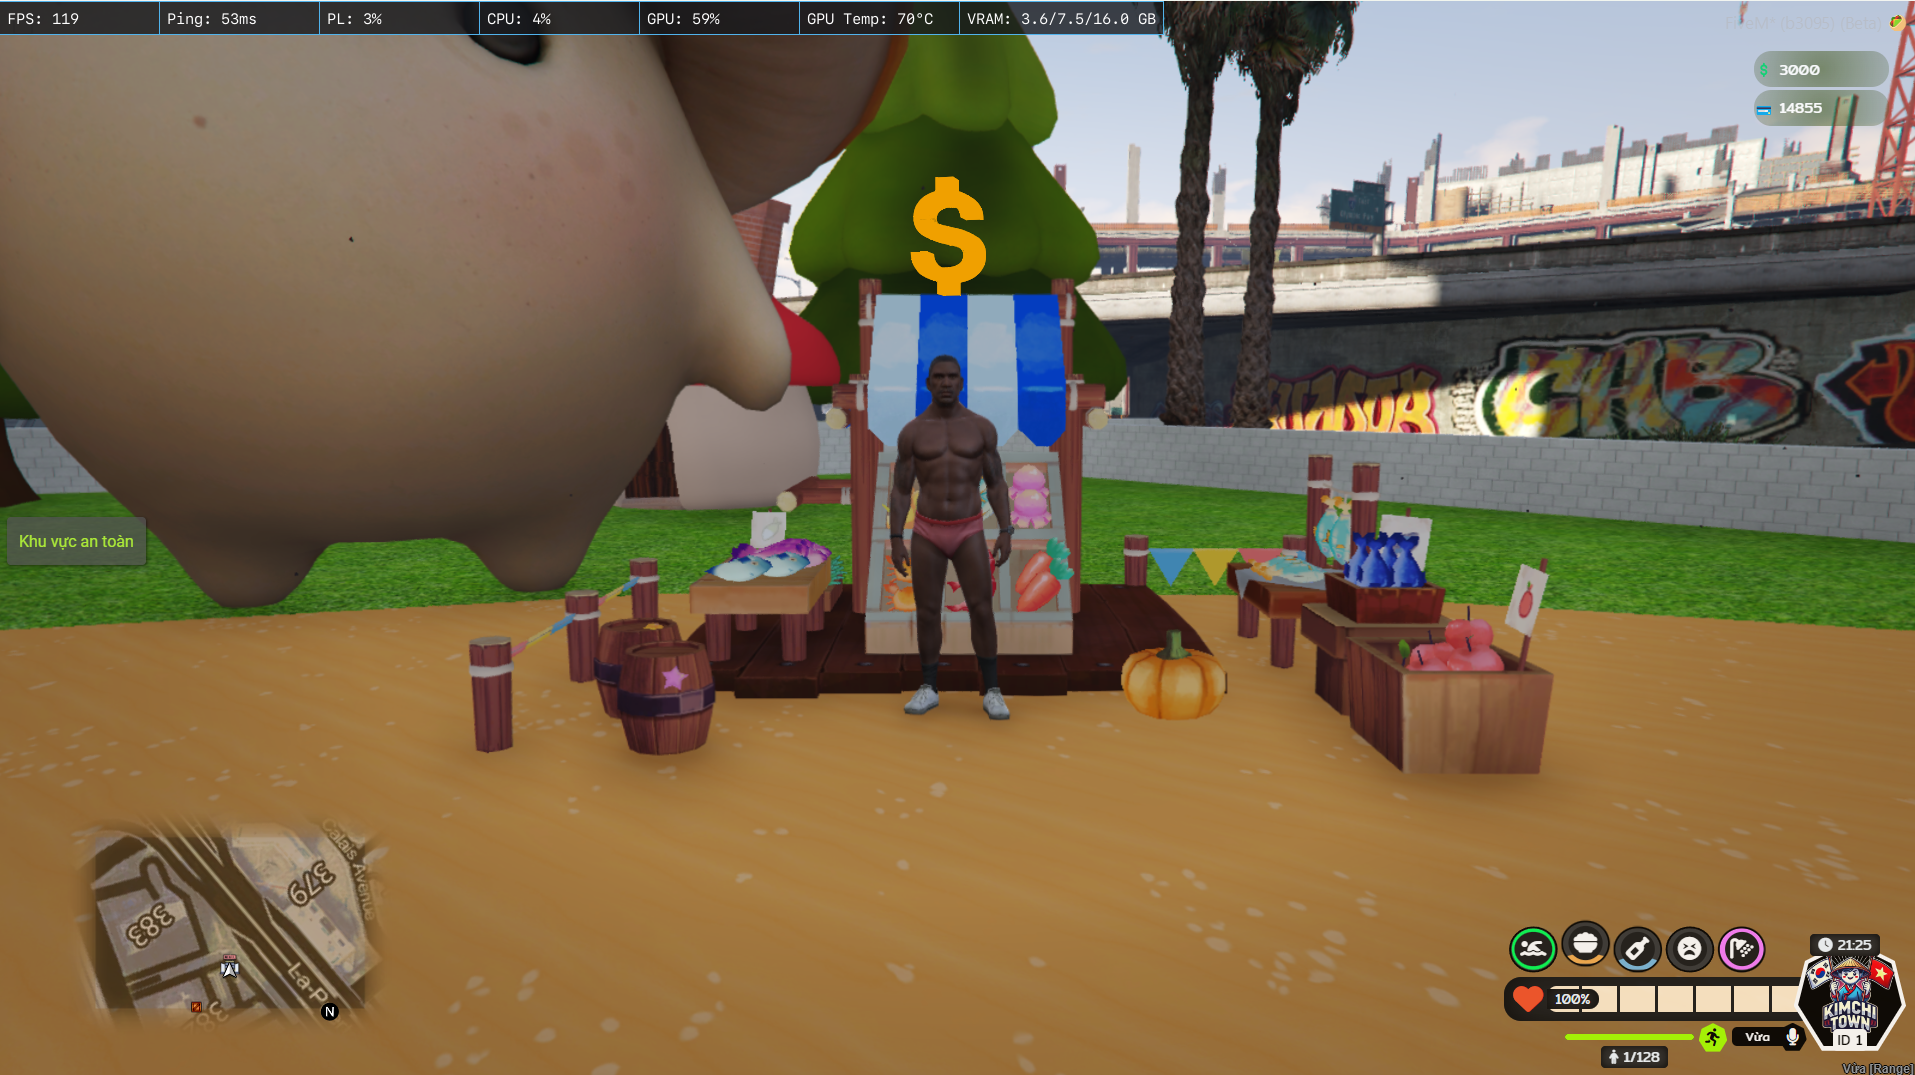 FPS: 119 Ping: 53ms PL: 3% CPU: 4% GPU: 59% GPU Temp: 70°C VRAM: 3.6/7.5/16.0 GB
FiveM* (b3095) (Beta)
$ 3000
14855
$
CAB
Khu vực an toàn
Calais Avenue
379
383
La-P
N
21:25
100%
KIMCHI
TOWN
ID 1
Vừa
1/128
Vừa [Range]